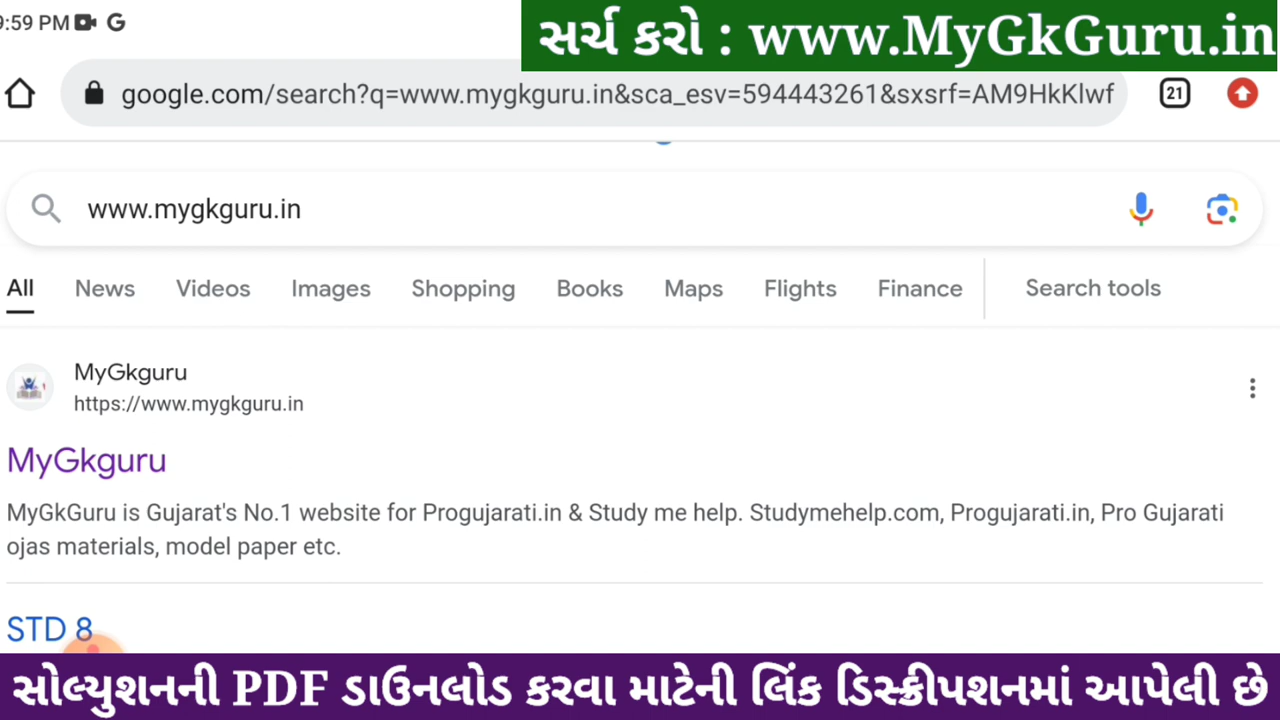 9:59 PM G
સર્ચ કરો : www.MyGkGuru.in
google.com/search?q=www.mygkguru.in&sca_esv=594443261&sxsrf=AM9HkKlwf
21
www.mygkguru.in
All News Videos Images Shopping Books Maps Flights Finance Search tools
MyGkguru
https://www.mygkguru.in
MyGkguru
MyGkGuru is Gujarat's No.1 website for Progujarati.in & Study me help. Studymehelp.com, Progujarati.in, Pro Gujarati
ojas materials, model paper etc.
STD 8
સોલ્યુશનની PDF ડાઉનલોડ કરવા માટેની લિંક ડિસ્ક્રીપશનમાં આપેલી છે